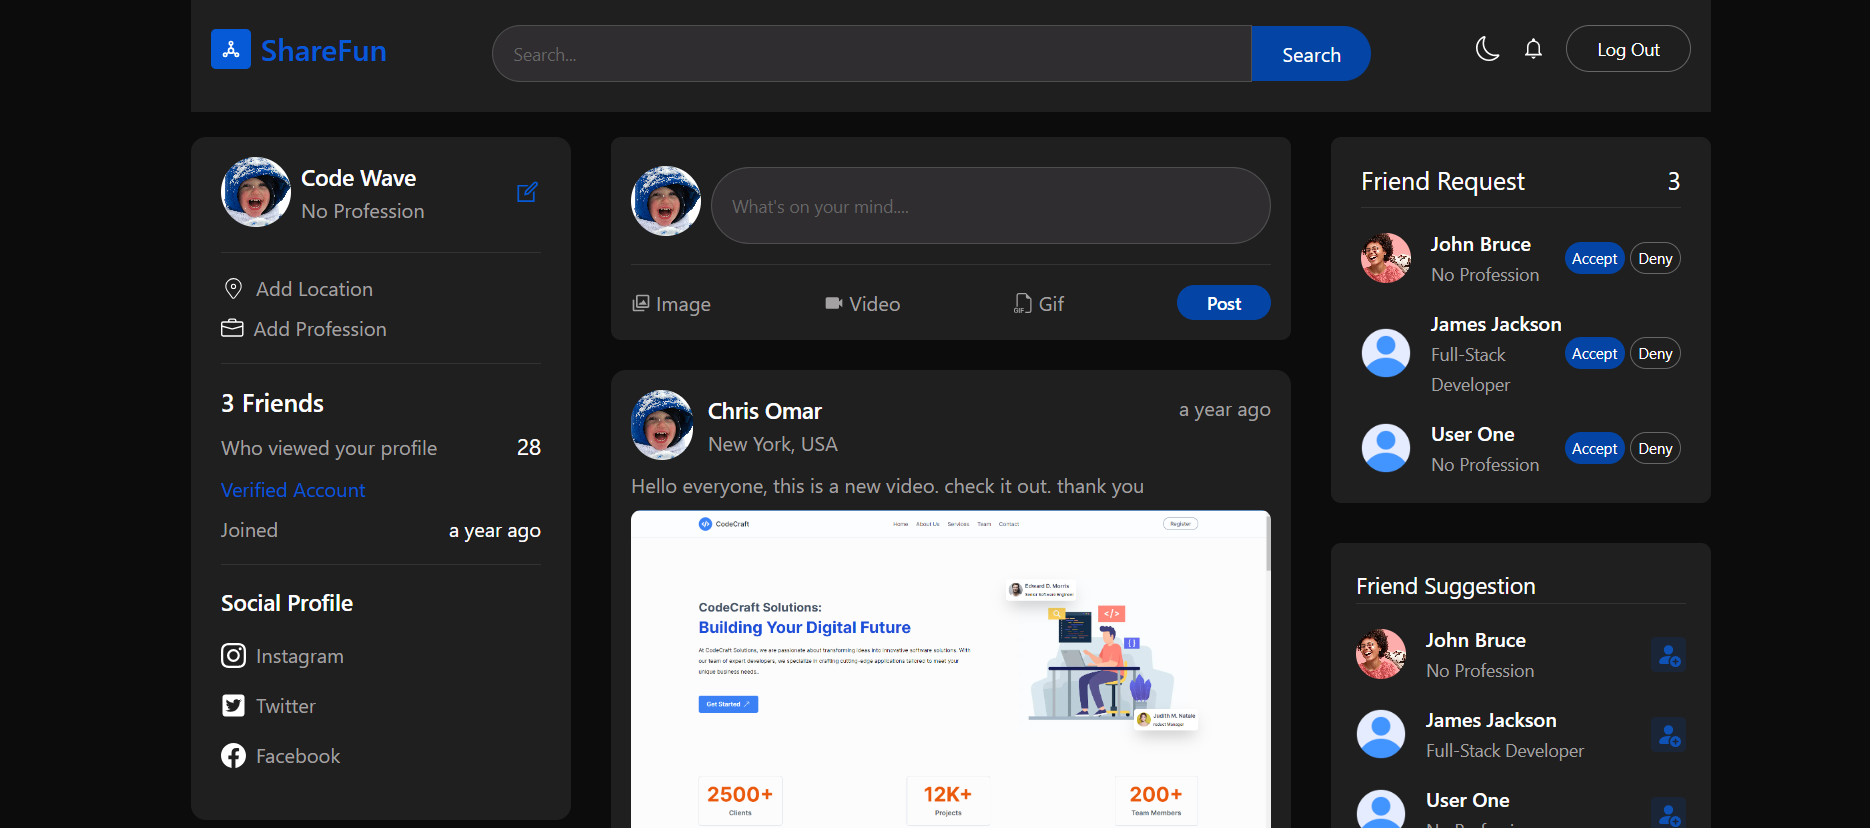 ShareFun
Search...
Search
Log Out
Code Wave
No Profession
Add Location
Add Profession
3 Friends
Who viewed your profile 28
Verified Account
Joined a year ago
Social Profile
Instagram
Twitter
Facebook
What's on your mind....
Image
Video
GIF
Gif
Post
Chris Omar
a year ago
New York, USA
Hello everyone, this is a new video. check it out. thank you
CodeCraft
Home About Us Services Team Contact
Register
CodeCraft Solutions:
Building Your Digital Future
At CodeCraft Solutions, we are passionate about transforming ideas into innovative software solutions. With
our team of expert developers, we specialize in crafting cutting-edge applications tailored to meet your
unique business needs.
Get Started
Edward D. Morris
Senior Software Engineer
</>
{ }
Judith M. Natale
Product Manager
2500+
Clients
12K+
Projects
200+
Team Members
Friend Request 3
John Bruce
No Profession
Accept Deny
James Jackson
Full-Stack
Developer
Accept Deny
User One
No Profession
Accept Deny
Friend Suggestion
John Bruce
No Profession
James Jackson
Full-Stack Developer
User One